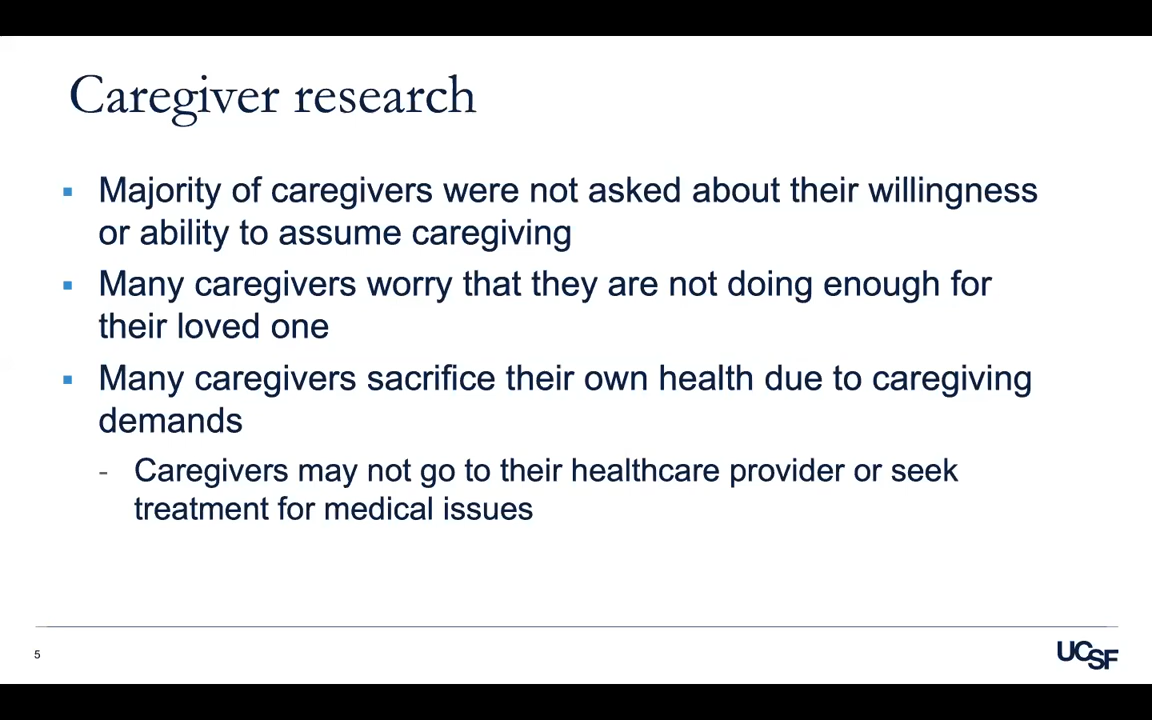 Caregiver research
▪ Majority of caregivers were not asked about their willingness
or ability to assume caregiving
▪ Many caregivers worry that they are not doing enough for
their loved one
▪ Many caregivers sacrifice their own health due to caregiving
demands
- Caregivers may not go to their healthcare provider or seek
treatment for medical issues
5
UCSF